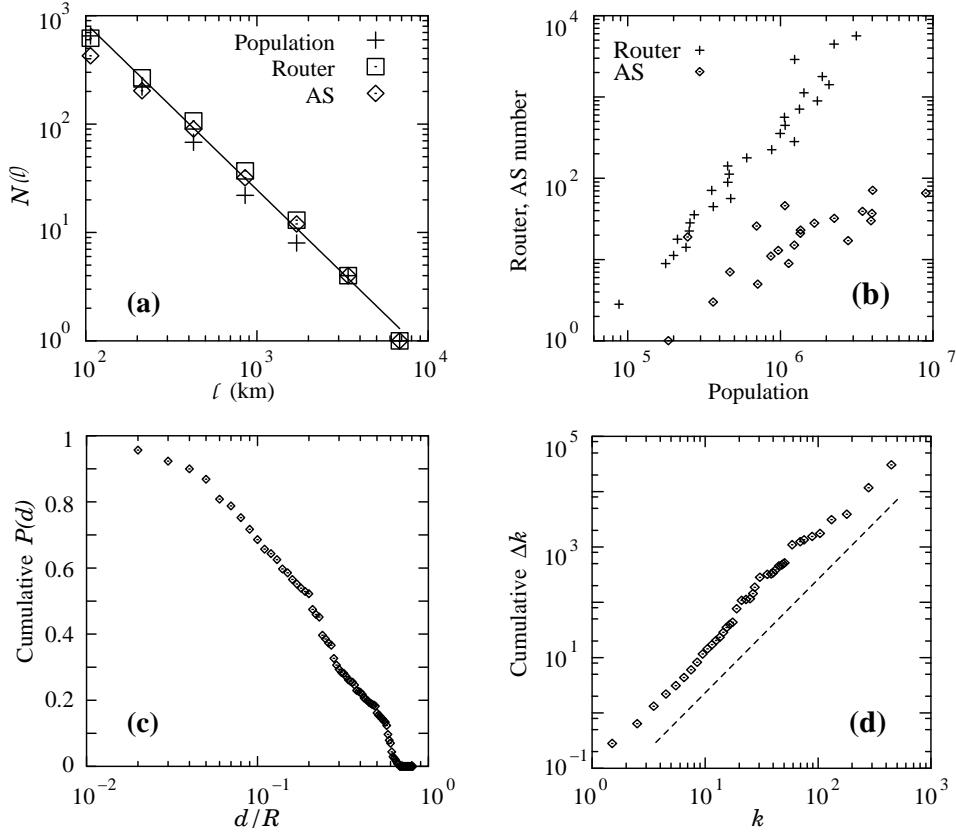 10^3
10^2
10^1
10^0
N(l)
Population
Router
AS
(a)
10^2 10^3 10^4
l (km)
10^4
10^2
10^0
Router, AS number
Router
AS
(b)
10^5 10^6 10^7
Population
1
0.8
0.6
0.4
0.2
0
Cumulative P(d)
(c)
10^-2 10^-1 10^0
d/R
10^5
10^3
10^1
10^-1
Cumulative Δk
(d)
10^0 10^1 10^2 10^3
k